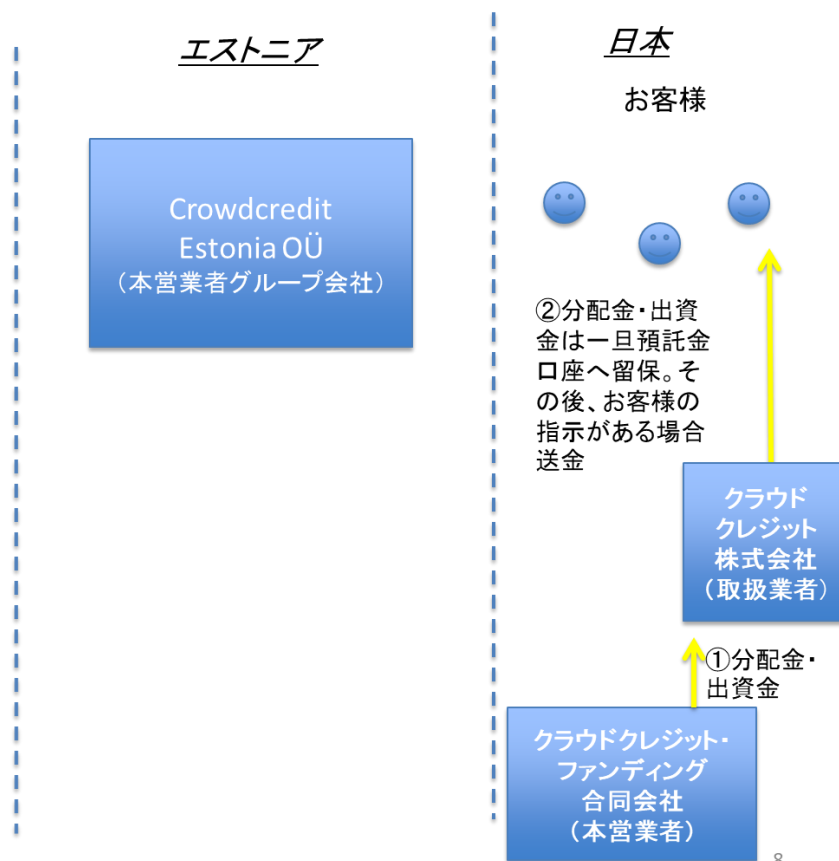 エストニア
日本
お客様
Crowdcredit
Estonia OÜ
（本営業者グループ会社）
②分配金・出資
金は一旦預託金
口座へ留保。そ
の後、お客様の
指示がある場合
送金
クラウド
クレジット
株式会社
（取扱業者）
①分配金・
出資金
クラウドクレジット・
ファンディング
合同会社
（本営業者）
8